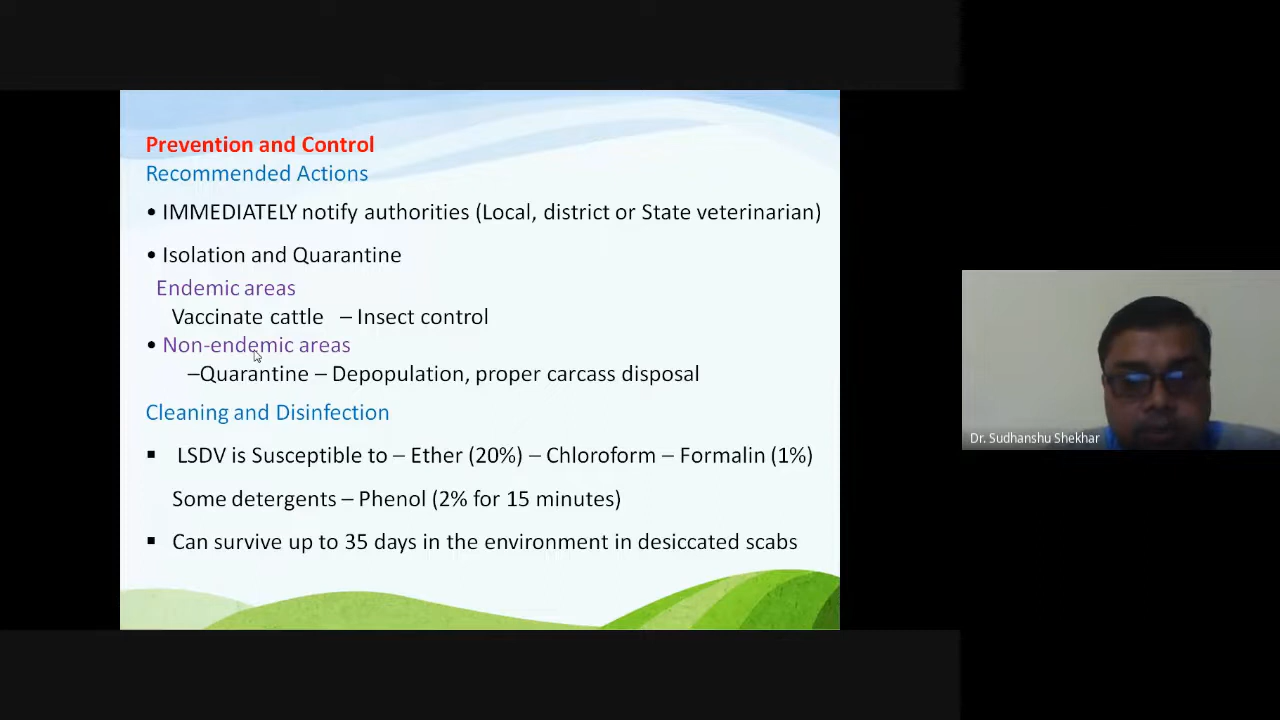 Prevention and Control
Recommended Actions
• IMMEDIATELY notify authorities (Local, district or State veterinarian)
• Isolation and Quarantine
Endemic areas
Vaccinate cattle – Insect control
• Non-endemic areas
–Quarantine – Depopulation, proper carcass disposal
Cleaning and Disinfection
▪ LSDV is Susceptible to – Ether (20%) – Chloroform – Formalin (1%)
Some detergents – Phenol (2% for 15 minutes)
▪ Can survive up to 35 days in the environment in desiccated scabs
Dr. Sudhanshu Shekhar